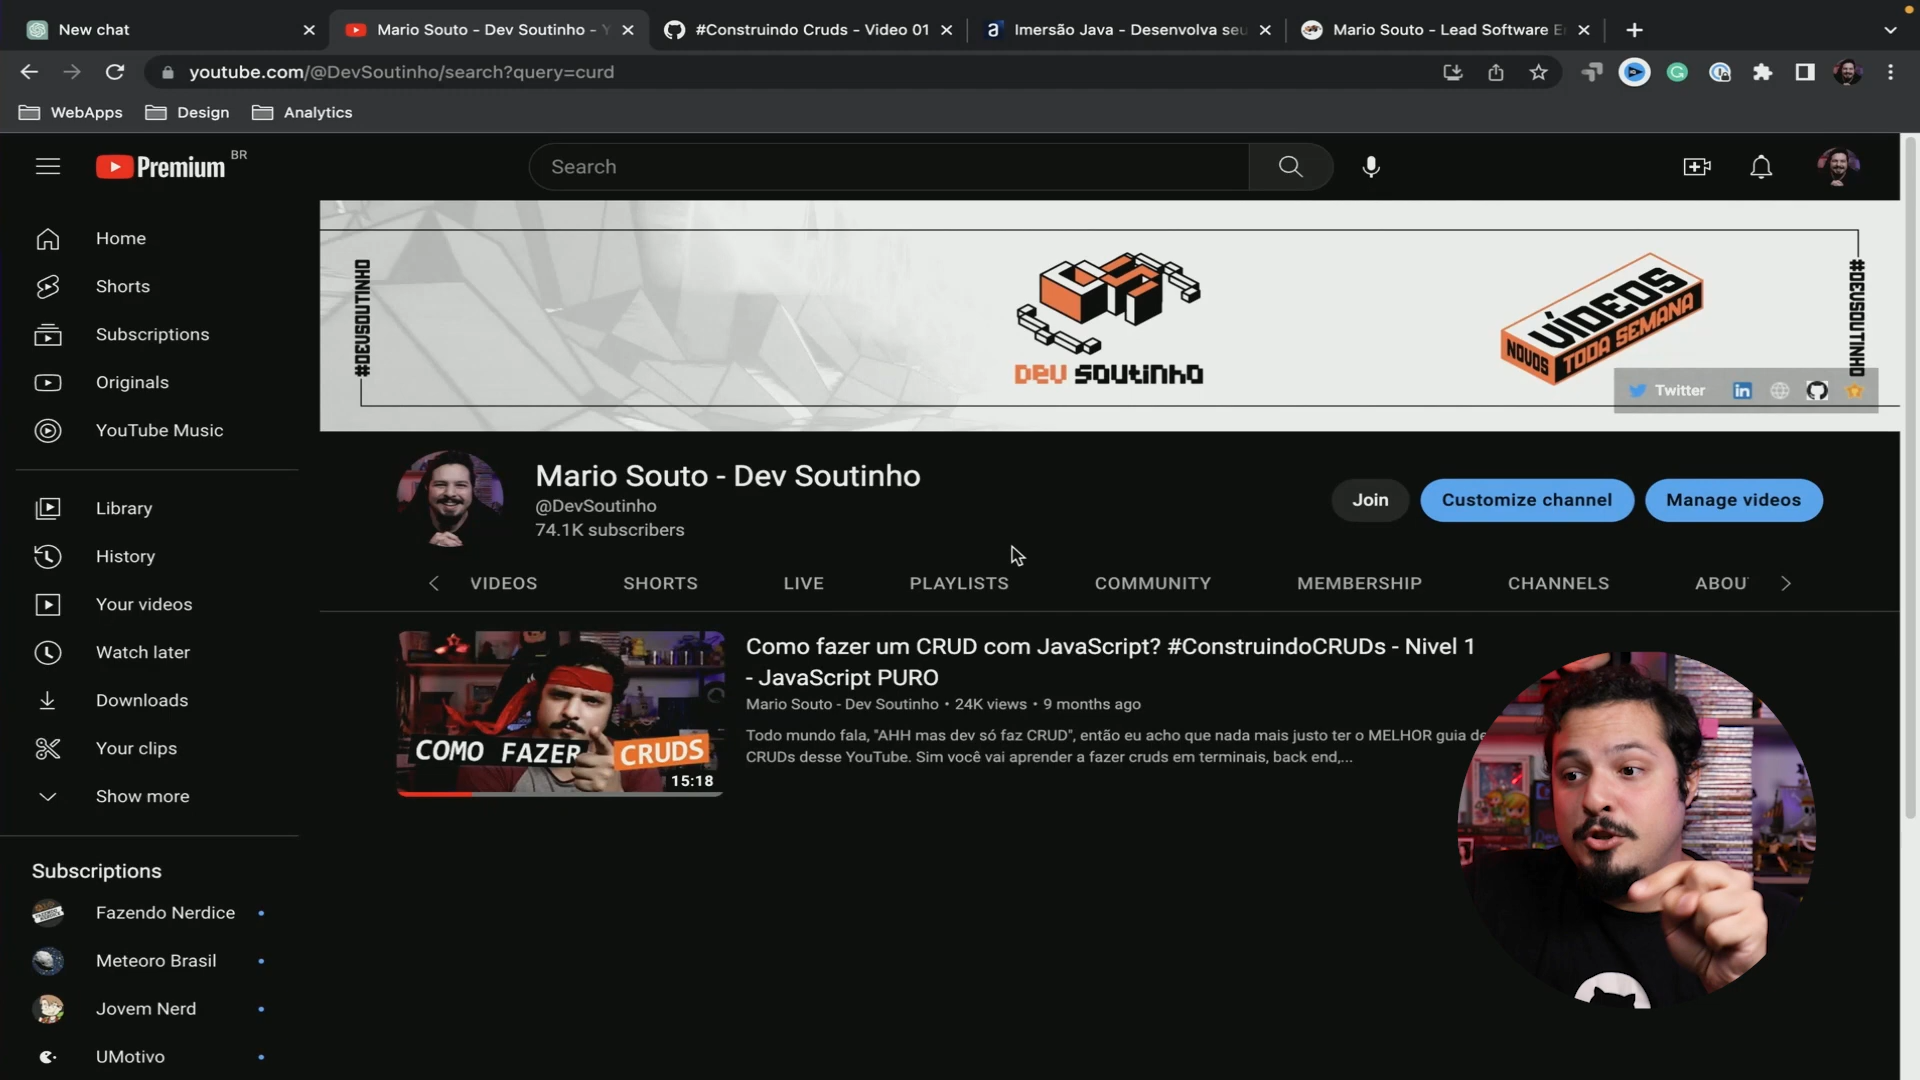 New chat
Mario Souto - Dev Soutinho - Y
#Construindo Cruds - Video 01
Imersão Java - Desenvolva seu
Mario Souto - Lead Software E
youtube.com/@DevSoutinho/search?query=curd
WebApps
Design
Analytics
Premium
BR
Search
Home
Shorts
Subscriptions
Originals
YouTube Music
Library
History
Your videos
Watch later
Downloads
Your clips
Show more
Subscriptions
Fazendo Nerdice
Meteoro Brasil
Jovem Nerd
UMotivo
#DEUSOUTINHO
DEV SOUTINHO
VÍDEOS
NOVOS TODA SEMANA
#DEUSOUTINHO
Twitter
in
Mario Souto - Dev Soutinho
@DevSoutinho
74.1K subscribers
Join
Customize channel
Manage videos
VIDEOS
SHORTS
LIVE
PLAYLISTS
COMMUNITY
MEMBERSHIP
CHANNELS
ABOU
COMO FAZER CRUDS
15:18
Como fazer um CRUD com JavaScript? #ConstruindoCRUDs - Nivel 1
- JavaScript PURO
Mario Souto - Dev Soutinho • 24K views • 9 months ago
Todo mundo fala, "AHH mas dev só faz CRUD", então eu acho que nada mais justo ter o MELHOR guia de
CRUDs desse YouTube. Sim você vai aprender a fazer cruds em terminais, back end,...